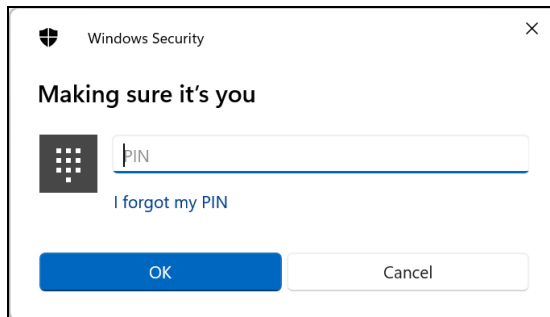 Windows Security
Making sure it’s you
PIN
I forgot my PIN
OK
Cancel